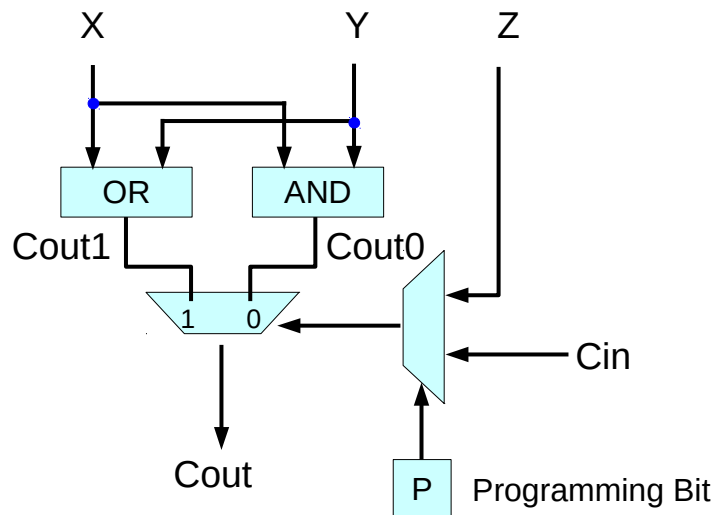 X Y Z
OR AND
Cout1 Cout0
1 0
Cin
Cout
P Programming Bit